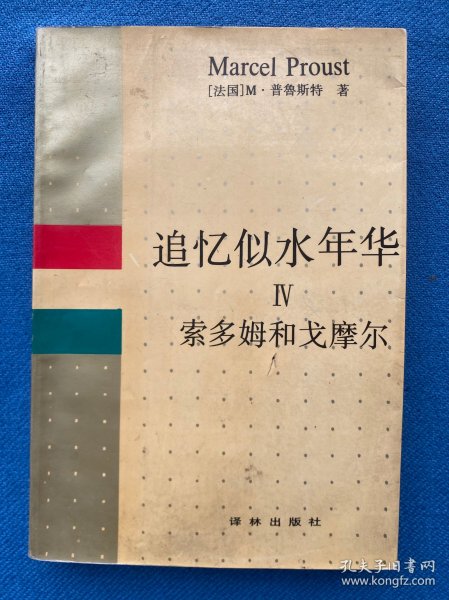 Marcel Proust
[法国]M·普鲁斯特 著
追忆似水年华
Ⅳ
索多姆和戈摩尔
译林出版社
孔夫子旧书网
www.kongfz.com